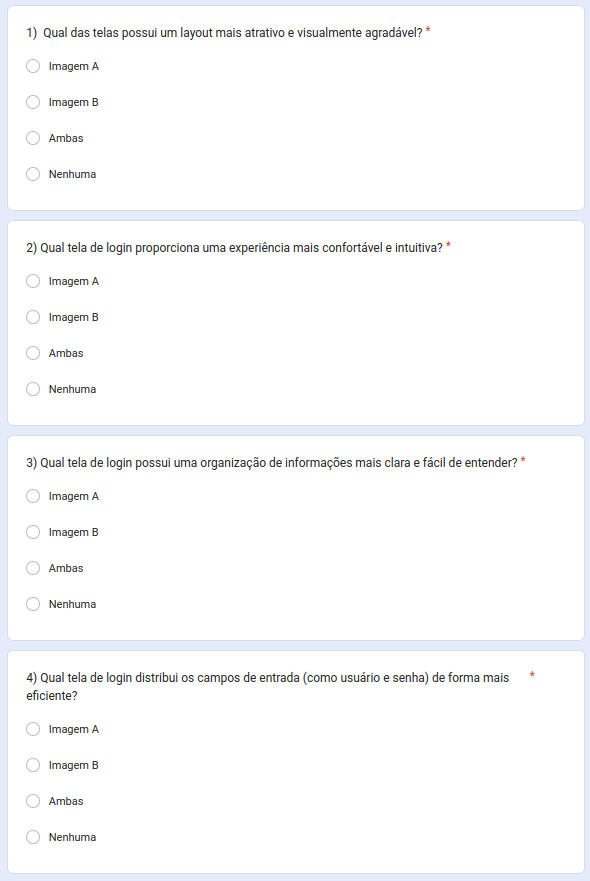 1) Qual das telas possui um layout mais atrativo e visualmente agradável? *
Imagem A
Imagem B
Ambas
Nenhuma
2) Qual tela de login proporciona uma experiência mais confortável e intuitiva? *
Imagem A
Imagem B
Ambas
Nenhuma
3) Qual tela de login possui uma organização de informações mais clara e fácil de entender? *
Imagem A
Imagem B
Ambas
Nenhuma
4) Qual tela de login distribui os campos de entrada (como usuário e senha) de forma mais *
eficiente?
Imagem A
Imagem B
Ambas
Nenhuma